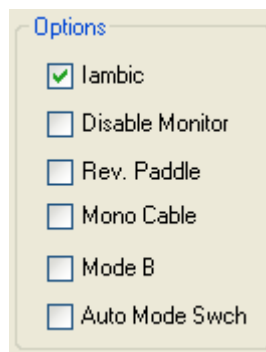 Options
Iambic
Disable Monitor
Rev. Paddle
Mono Cable
Mode B
Auto Mode Swch